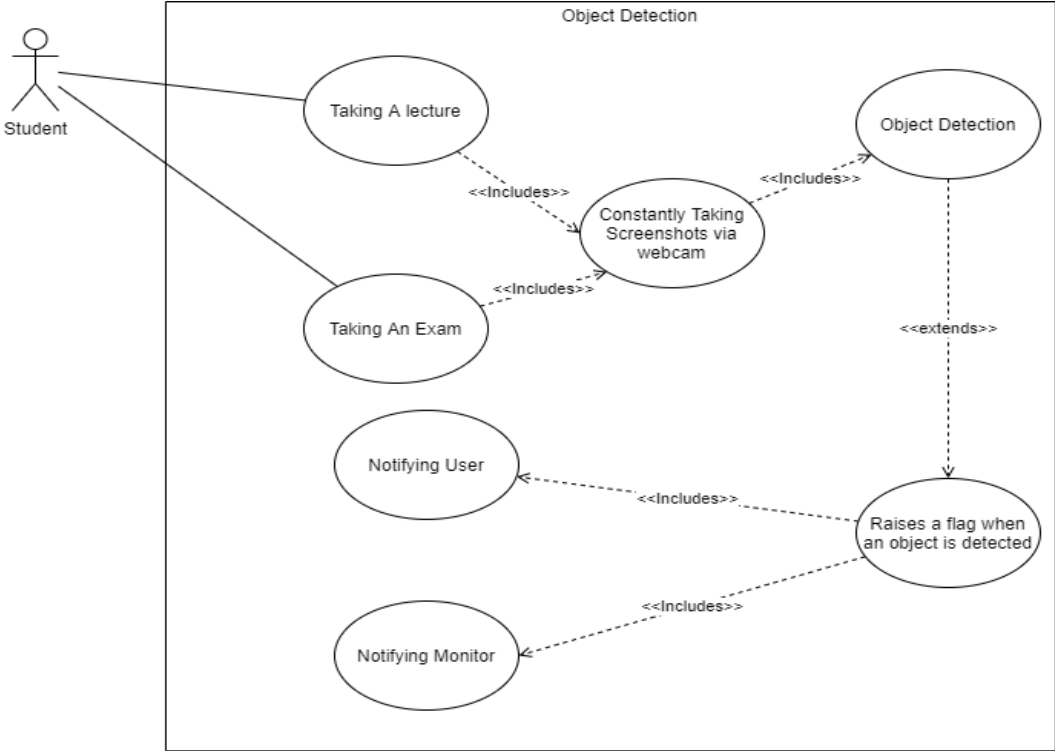 Object Detection
Student
Taking A lecture
Object Detection
<<Includes>>
<<Includes>>
Constantly Taking
Screenshots via
webcam
<<Includes>>
Taking An Exam
<<extends>>
Notifying User
<<Includes>>
Raises a flag when
an object is detected
<<Includes>>
Notifying Monitor